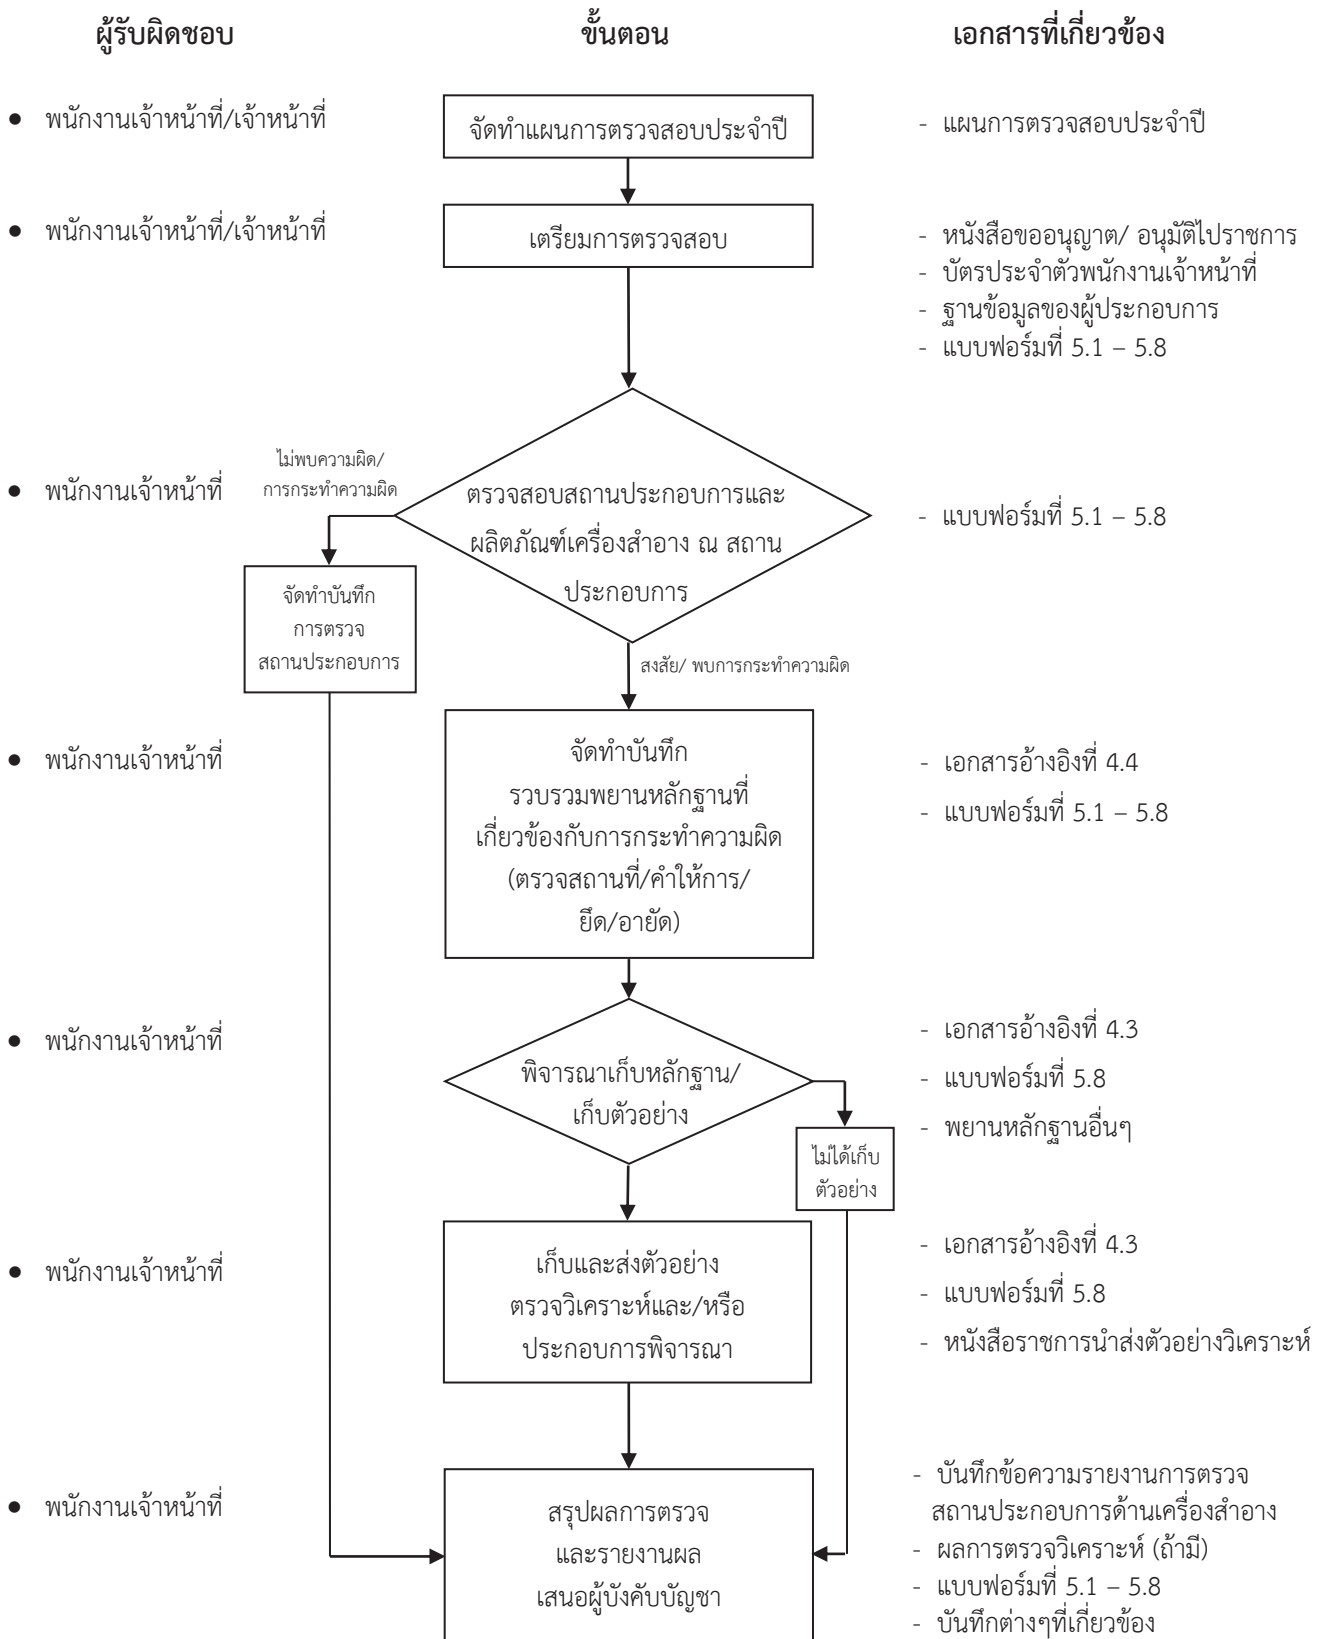 ผู้รับผิดชอบ
ขั้นตอน
เอกสารที่เกี่ยวข้อง
● พนักงานเจ้าหน้าที่/เจ้าหน้าที่
จัดทำแผนการตรวจสอบประจำปี
- แผนการตรวจสอบประจำปี
● พนักงานเจ้าหน้าที่/เจ้าหน้าที่
เตรียมการตรวจสอบ
- หนังสือขออนุญาต/ อนุมัติไปราชการ
- บัตรประจำตัวพนักงานเจ้าหน้าที่
- ฐานข้อมูลของผู้ประกอบการ
- แบบฟอร์มที่ 5.1 – 5.8
● พนักงานเจ้าหน้าที่
ไม่พบความผิด/
การกระทำความผิด
ตรวจสอบสถานประกอบการและ
ผลิตภัณฑ์เครื่องสำอาง ณ สถาน
ประกอบการ
- แบบฟอร์มที่ 5.1 – 5.8
จัดทำบันทึก
การตรวจ
สถานประกอบการ
สงสัย/ พบการกระทำความผิด
● พนักงานเจ้าหน้าที่
จัดทำบันทึก
รวบรวมพยานหลักฐานที่
เกี่ยวข้องกับการกระทำความผิด
(ตรวจสถานที่/คำให้การ/
ยึด/อายัด)
- เอกสารอ้างอิงที่ 4.4
- แบบฟอร์มที่ 5.1 – 5.8
● พนักงานเจ้าหน้าที่
พิจารณาเก็บหลักฐาน/
เก็บตัวอย่าง
- เอกสารอ้างอิงที่ 4.3
- แบบฟอร์มที่ 5.8
- พยานหลักฐานอื่นๆ
ไม่ได้เก็บ
ตัวอย่าง
● พนักงานเจ้าหน้าที่
เก็บและส่งตัวอย่าง
ตรวจวิเคราะห์และ/หรือ
ประกอบการพิจารณา
- เอกสารอ้างอิงที่ 4.3
- แบบฟอร์มที่ 5.8
- หนังสือราชการนำส่งตัวอย่างวิเคราะห์
● พนักงานเจ้าหน้าที่
สรุปผลการตรวจ
และรายงานผล
เสนอผู้บังคับบัญชา
- บันทึกข้อความรายงานการตรวจ
สถานประกอบการด้านเครื่องสำอาง
- ผลการตรวจวิเคราะห์ (ถ้ามี)
- แบบฟอร์มที่ 5.1 – 5.8
- บันทึกต่างๆที่เกี่ยวข้อง